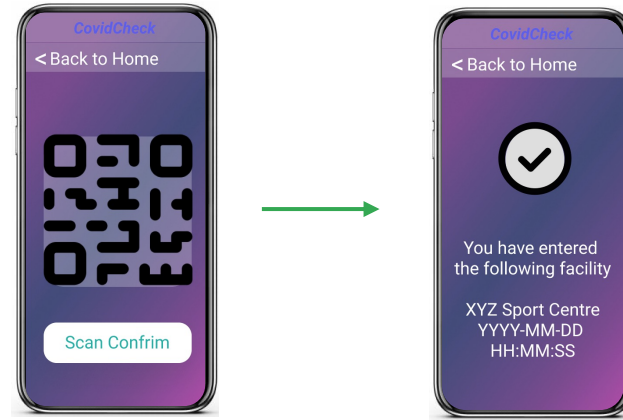 CovidCheck
< Back to Home
Scan Confrim
CovidCheck
< Back to Home
You have entered
the following facility
XYZ Sport Centre
YYYY-MM-DD
HH:MM:SS